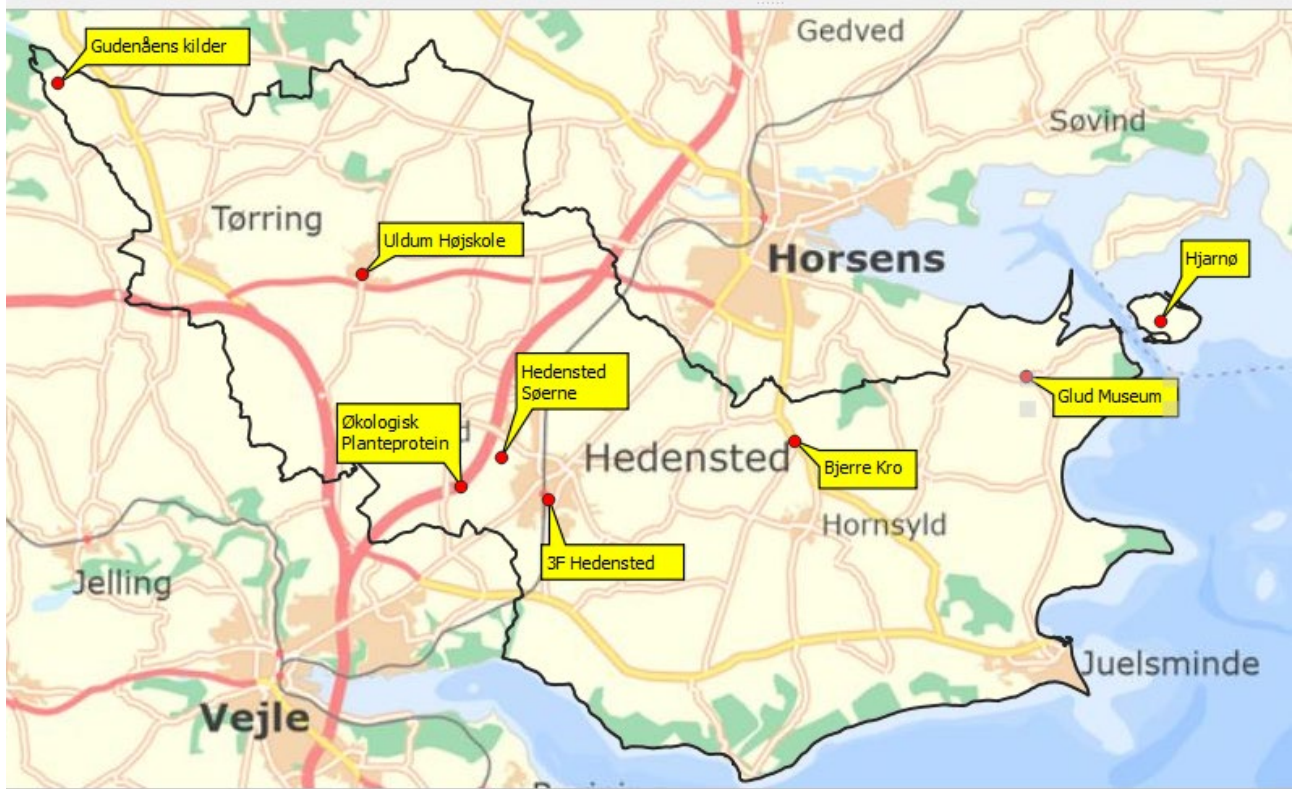 Gedved
Gudenåens kilder
Søvind
Tørring
Uldum Højskole
Horsens
Hjarnø
Hedensted
Søerne
Glud Museum
Økologisk
Planteprotein
Hedensted
Bjerre Kro
Hornsyld
3F Hedensted
Jelling
Juelsminde
Vejle